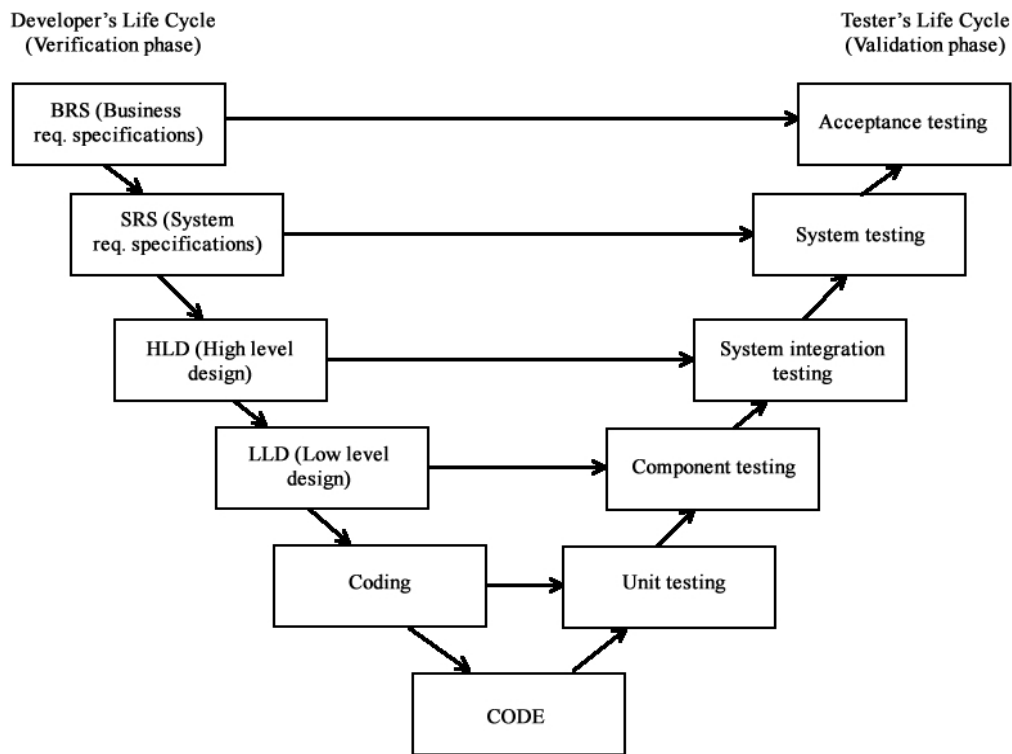 Developer's Life Cycle
(Verification phase)
Tester's Life Cycle
(Validation phase)
BRS (Business
req. specifications)
Acceptance testing
SRS (System
req. specifications)
System testing
HLD (High level
design)
System integration
testing
LLD (Low level
design)
Component testing
Coding
Unit testing
CODE